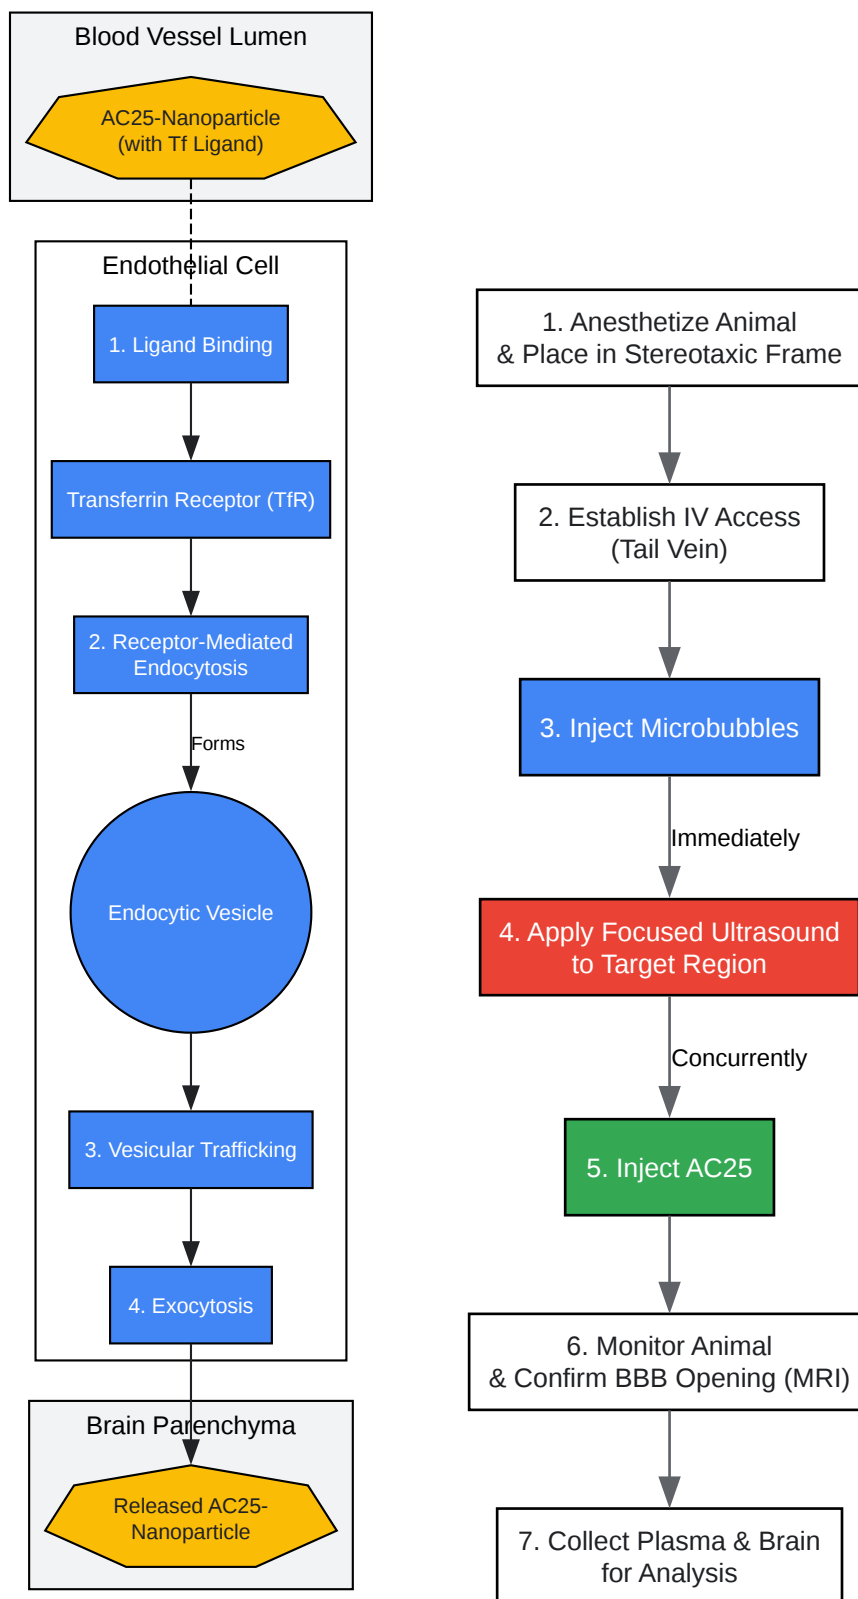 Blood Vessel Lumen
AC25-Nanoparticle
(with Tf Ligand)
Endothelial Cell
1. Ligand Binding
Transferrin Receptor (TfR)
2. Receptor-Mediated
Endocytosis
Forms
Endocytic Vesicle
3. Vesicular Trafficking
4. Exocytosis
Brain Parenchyma
Released AC25-
Nanoparticle
1. Anesthetize Animal
& Place in Stereotaxic Frame
2. Establish IV Access
(Tail Vein)
3. Inject Microbubbles
Immediately
4. Apply Focused Ultrasound
to Target Region
Concurrently
5. Inject AC25
6. Monitor Animal
& Confirm BBB Opening (MRI)
7. Collect Plasma & Brain
for Analysis